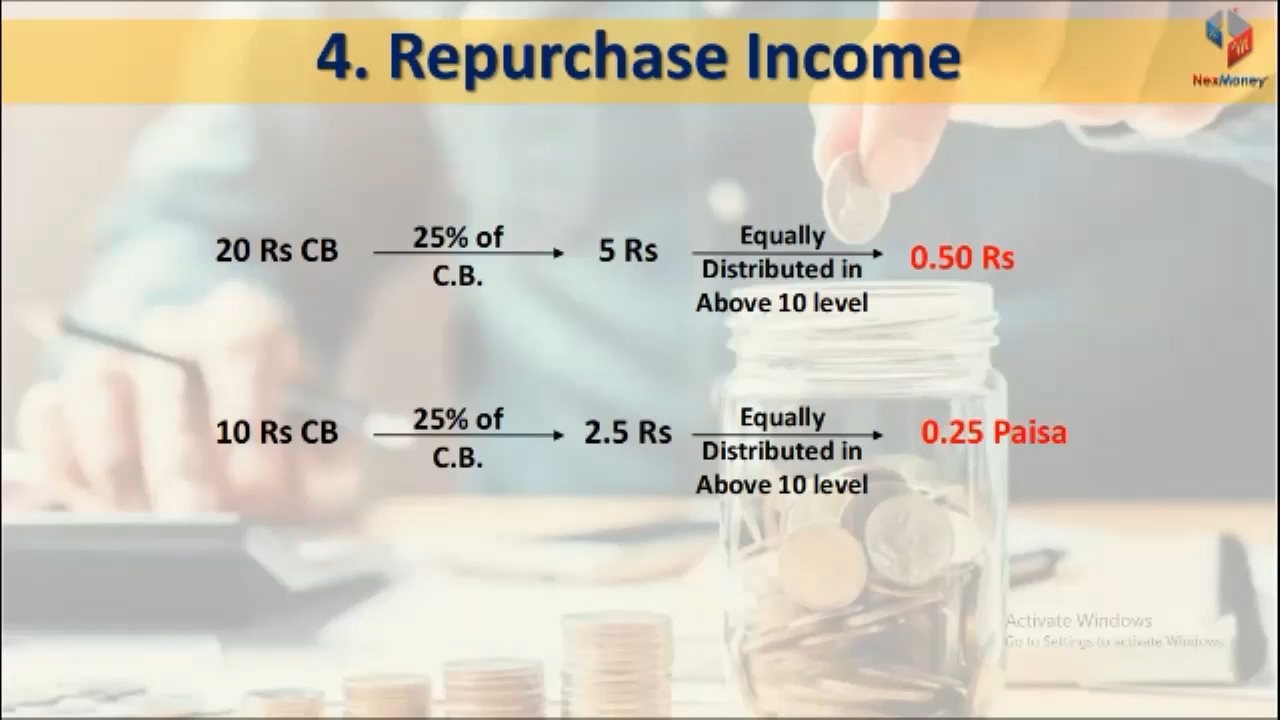 4. Repurchase Income
NexMoney
20 Rs CB
25% of
C.B.
5 Rs
Equally
Distributed in
Above 10 level
0.50 Rs
10 Rs CB
25% of
C.B.
2.5 Rs
Equally
Distributed in
Above 10 level
0.25 Paisa
Activate Windows
Go to Settings to activate Windows.